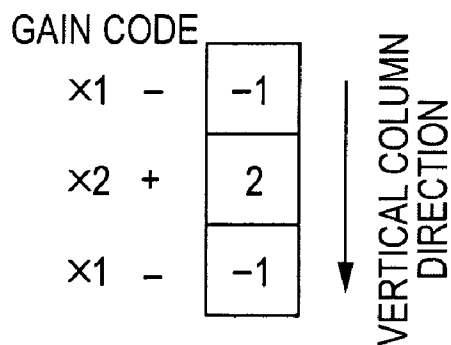 GAIN CODE
×1 − −1
×2 + 2
×1 − −1
VERTICAL COLUMN
DIRECTION